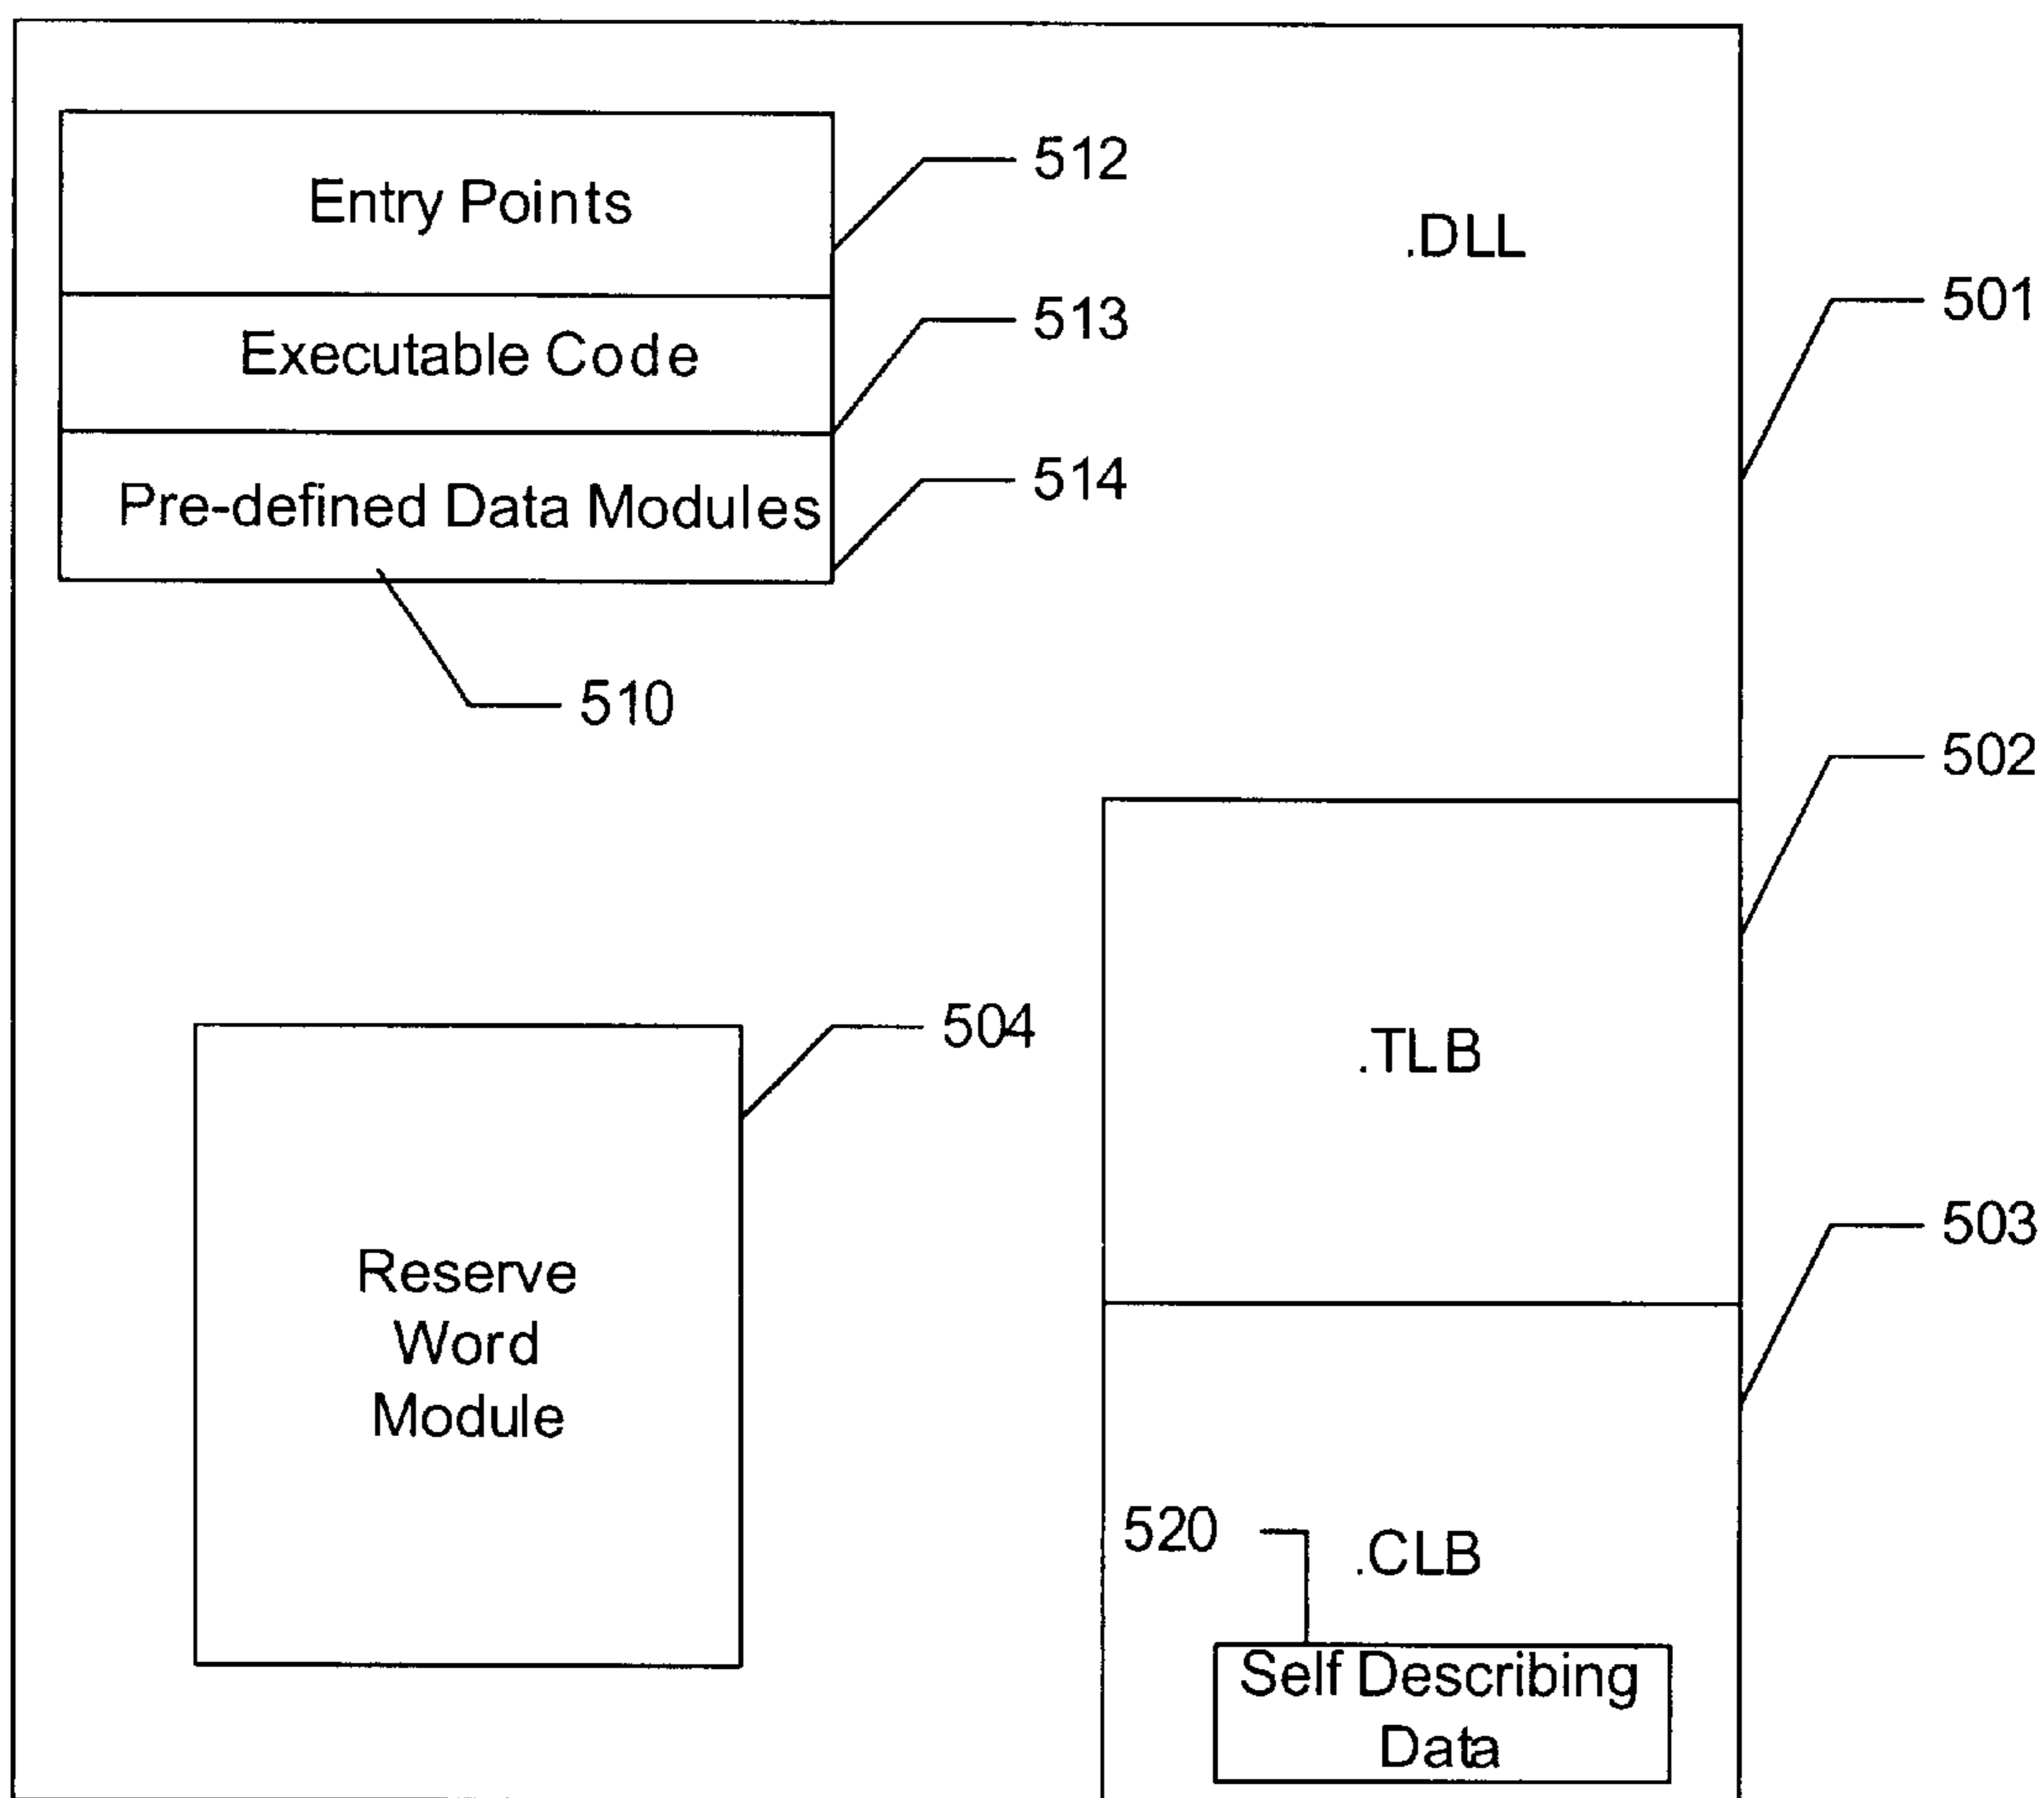 Entry Points
512
.DLL
501
Executable Code
513
Pre-defined Data Modules
514
510
502
.TLB
504
Reserve
Word
Module
503
520
.CLB
Self Describing
Data